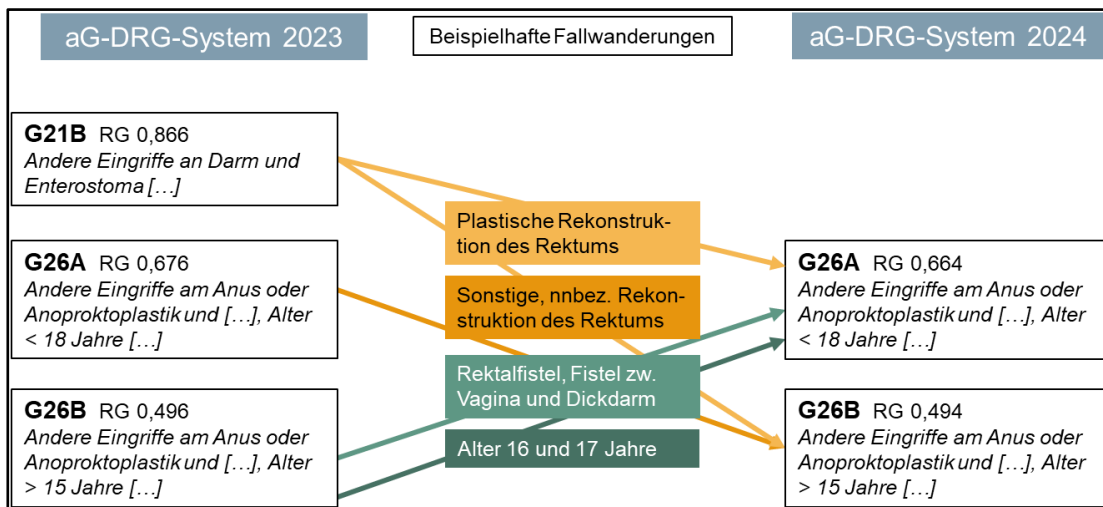 aG-DRG-System 2023
Beispielhafte Fallwanderungen
aG-DRG-System 2024
G21B RG 0,866
Andere Eingriffe an Darm und
Enterostoma […]
G26A RG 0,676
Andere Eingriffe am Anus oder
Anoproktoplastik und […], Alter
< 18 Jahre […]
G26B RG 0,496
Andere Eingriffe am Anus oder
Anoproktoplastik und […], Alter
> 15 Jahre […]
Plastische Rekonstruk-
tion des Rektums
Sonstige, nnbez. Rekon-
struktion des Rektums
Rektalfistel, Fistel zw.
Vagina und Dickdarm
Alter 16 und 17 Jahre
G26A RG 0,664
Andere Eingriffe am Anus oder
Anoproktoplastik und […], Alter
< 18 Jahre […]
G26B RG 0,494
Andere Eingriffe am Anus oder
Anoproktoplastik und […], Alter
> 15 Jahre […]